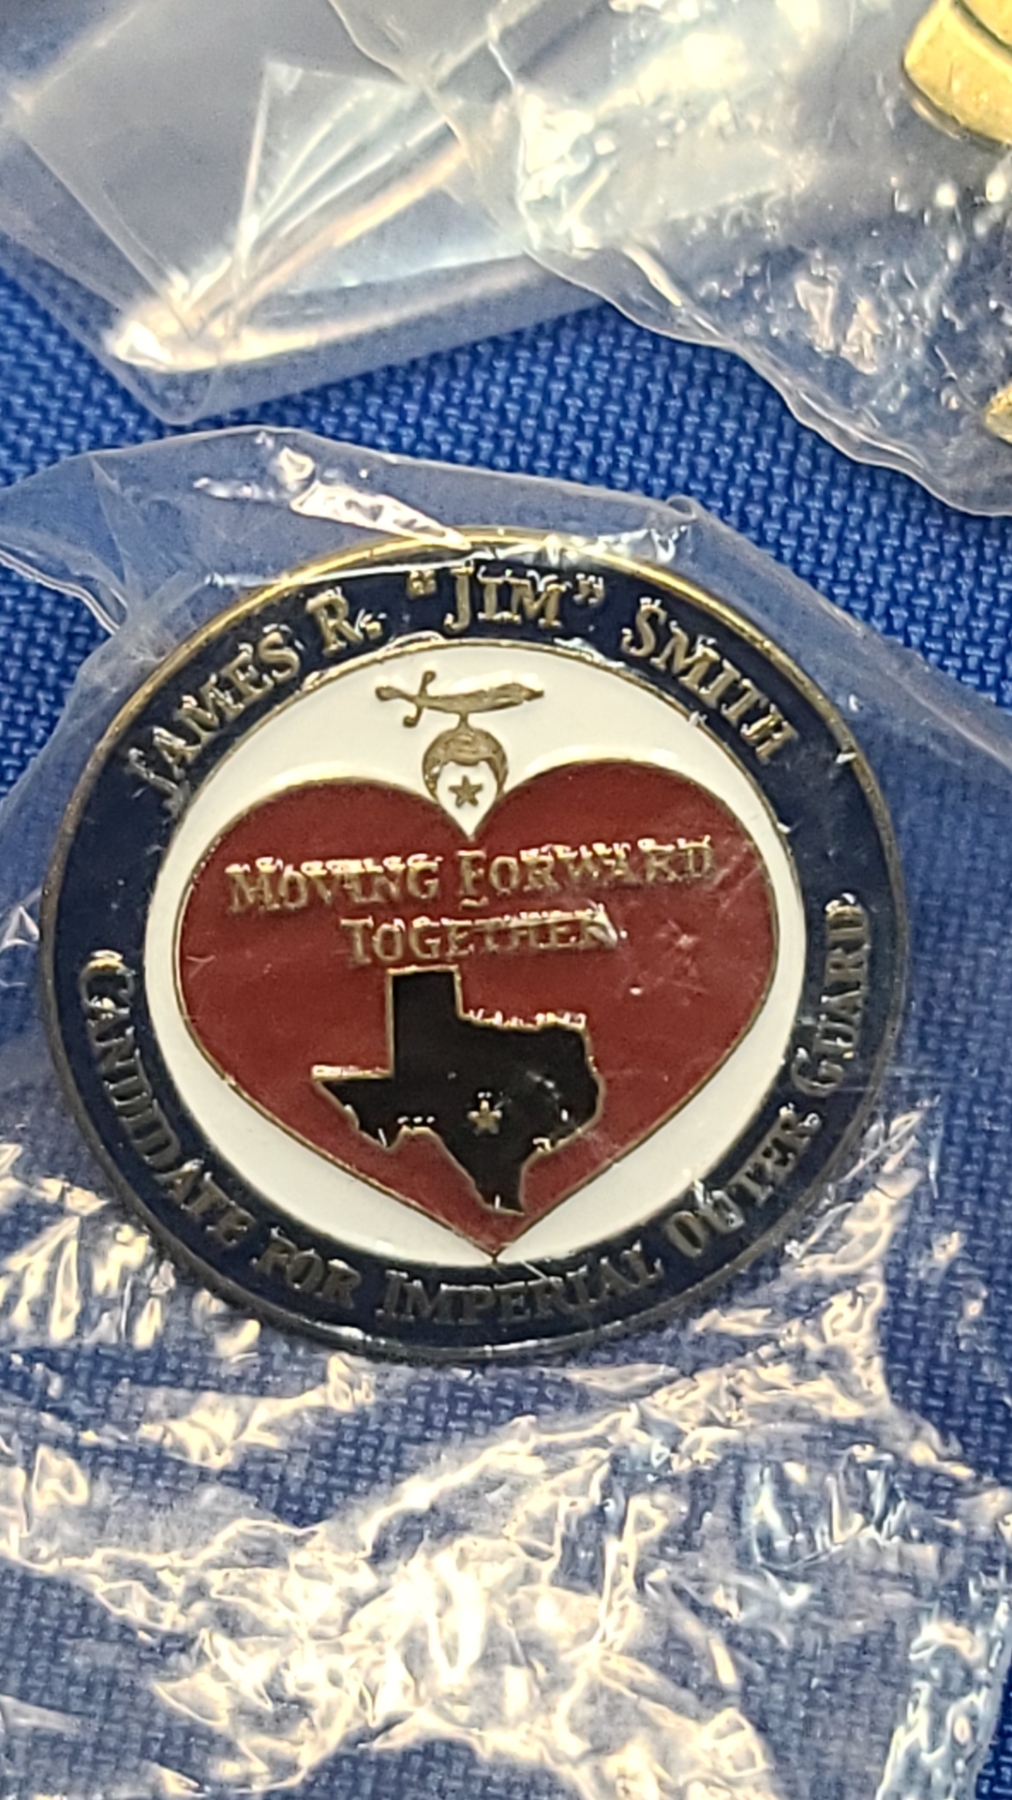 JAMES R. "JIM" SMITH
MOVING FORWARD
TOGETHER
CANDIDATE FOR IMPERIAL OUTER GUARD